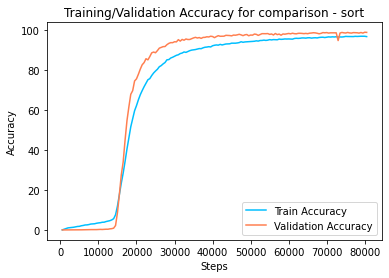 Training/Validation Accuracy for comparison - sort
100
80
60
40
20
0
Accuracy
Train Accuracy
Validation Accuracy
0 10000 20000 30000 40000 50000 60000 70000 80000
Steps